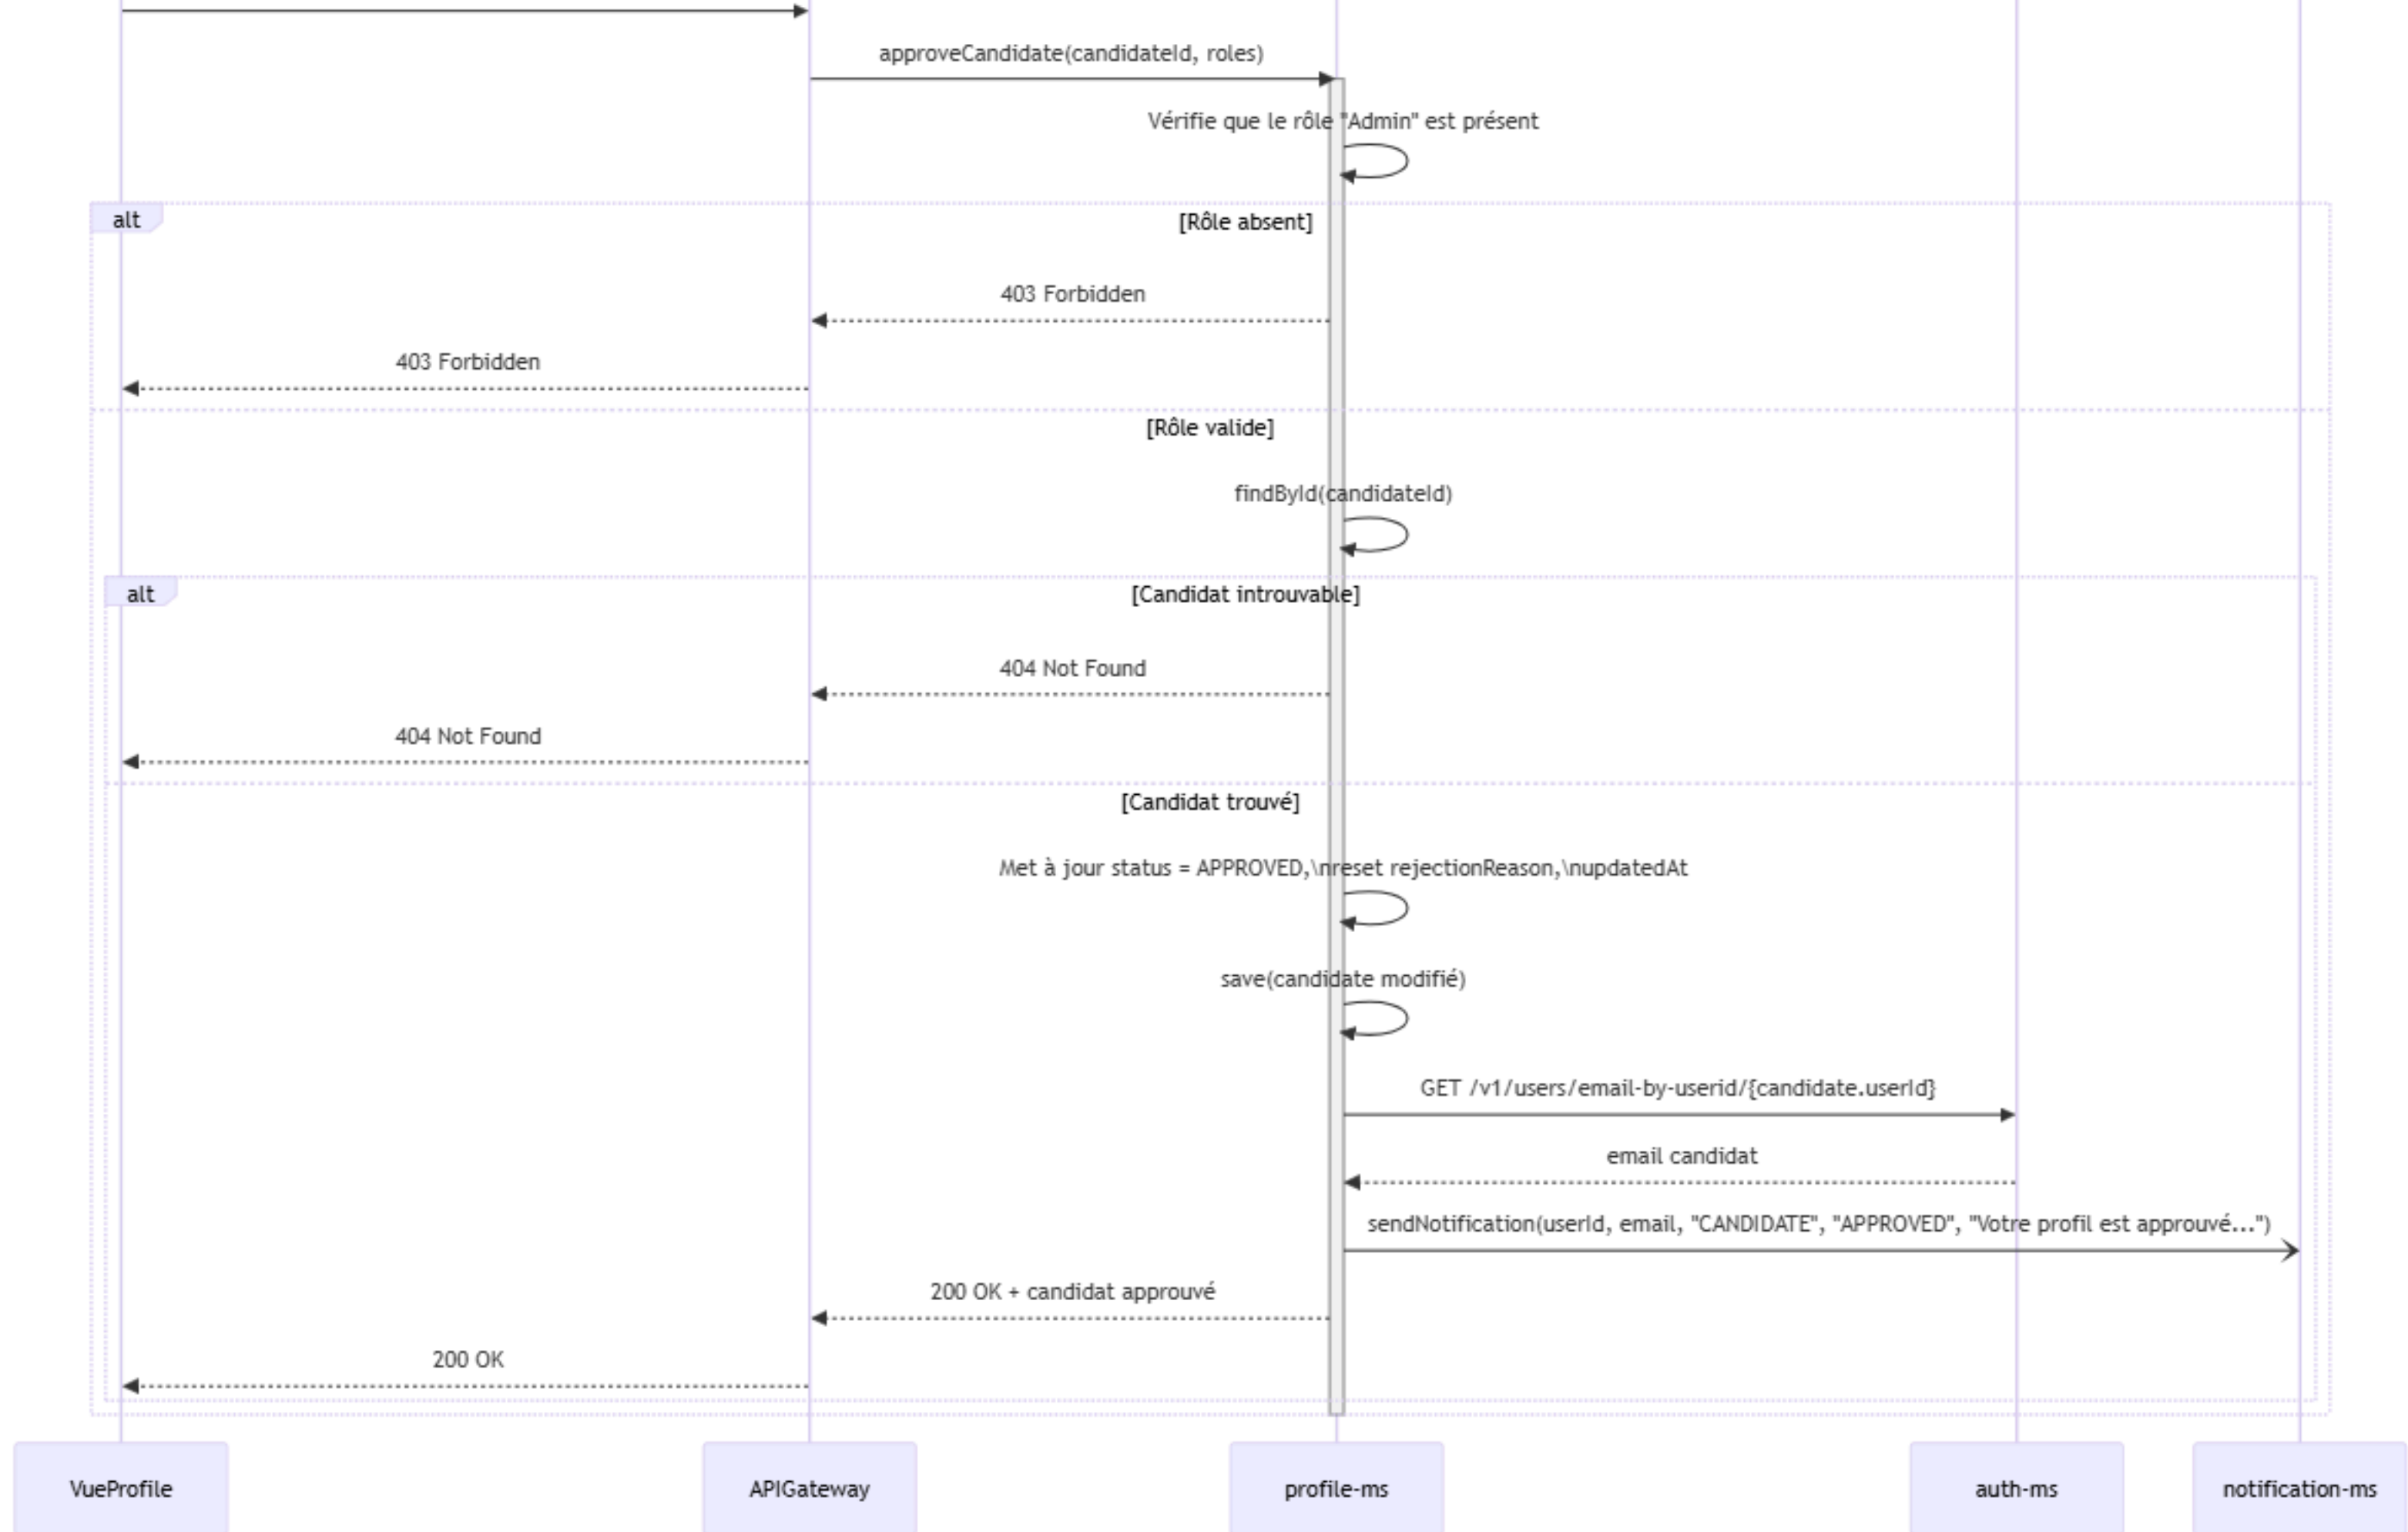 approveCandidate(candidateId, roles)
Vérifie que le rôle "Admin" est présent
alt
[Rôle absent]
403 Forbidden
403 Forbidden
[Rôle valide]
findById(candidateId)
alt
[Candidat introuvable]
404 Not Found
404 Not Found
[Candidat trouvé]
Met à jour status = APPROVED,\nreset rejectionReason,\nupdatedAt
save(candidate modifié)
GET /v1/users/email-by-userid/{candidate.userId}
email candidat
sendNotification(userId, email, "CANDIDATE", "APPROVED", "Votre profil est approuvé...")
200 OK + candidat approuvé
200 OK
VueProfile
APIGateway
profile-ms
auth-ms
notification-ms